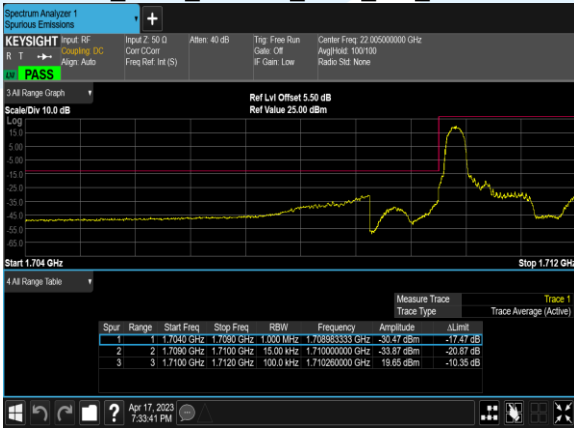 Spectrum Analyzer 1
Spurious Emissions
+
KEYSIGHT Input: RF Input Z: 50 Ω Atten: 40 dB Trig: Free Run Center Freq: 22.005000000 GHz
R T Coupling: DC Corr CCorr Gate: Off Avg|Hold: 100/100
Align: Auto Freq Ref: Int (S) IF Gain: Low Radio Std: None
LXI PASS
3 All Range Graph Ref Lvl Offset 5.50 dB
Scale/Div 10.0 dB Ref Value 25.00 dBm
Log
15.0
5.00
-5.00
-15.0
-25.0
-35.0
-45.0
-55.0
-65.0
Start 1.704 GHz Stop 1.712 GHz
4 All Range Table
Measure Trace Trace 1
Trace Type Trace Average (Active)
Spur Range Start Freq Stop Freq RBW Frequency Amplitude ΔLimit
1 1 1.7040 GHz 1.7090 GHz 1.000 MHz 1.708983333 GHz -30.47 dBm -17.47 dB
2 2 1.7090 GHz 1.7100 GHz 15.00 kHz 1.710000000 GHz -33.87 dBm -20.87 dB
3 3 1.7100 GHz 1.7120 GHz 100.0 kHz 1.710260000 GHz 19.65 dBm -10.35 dB
? Apr 17, 2023
7:33:41 PM